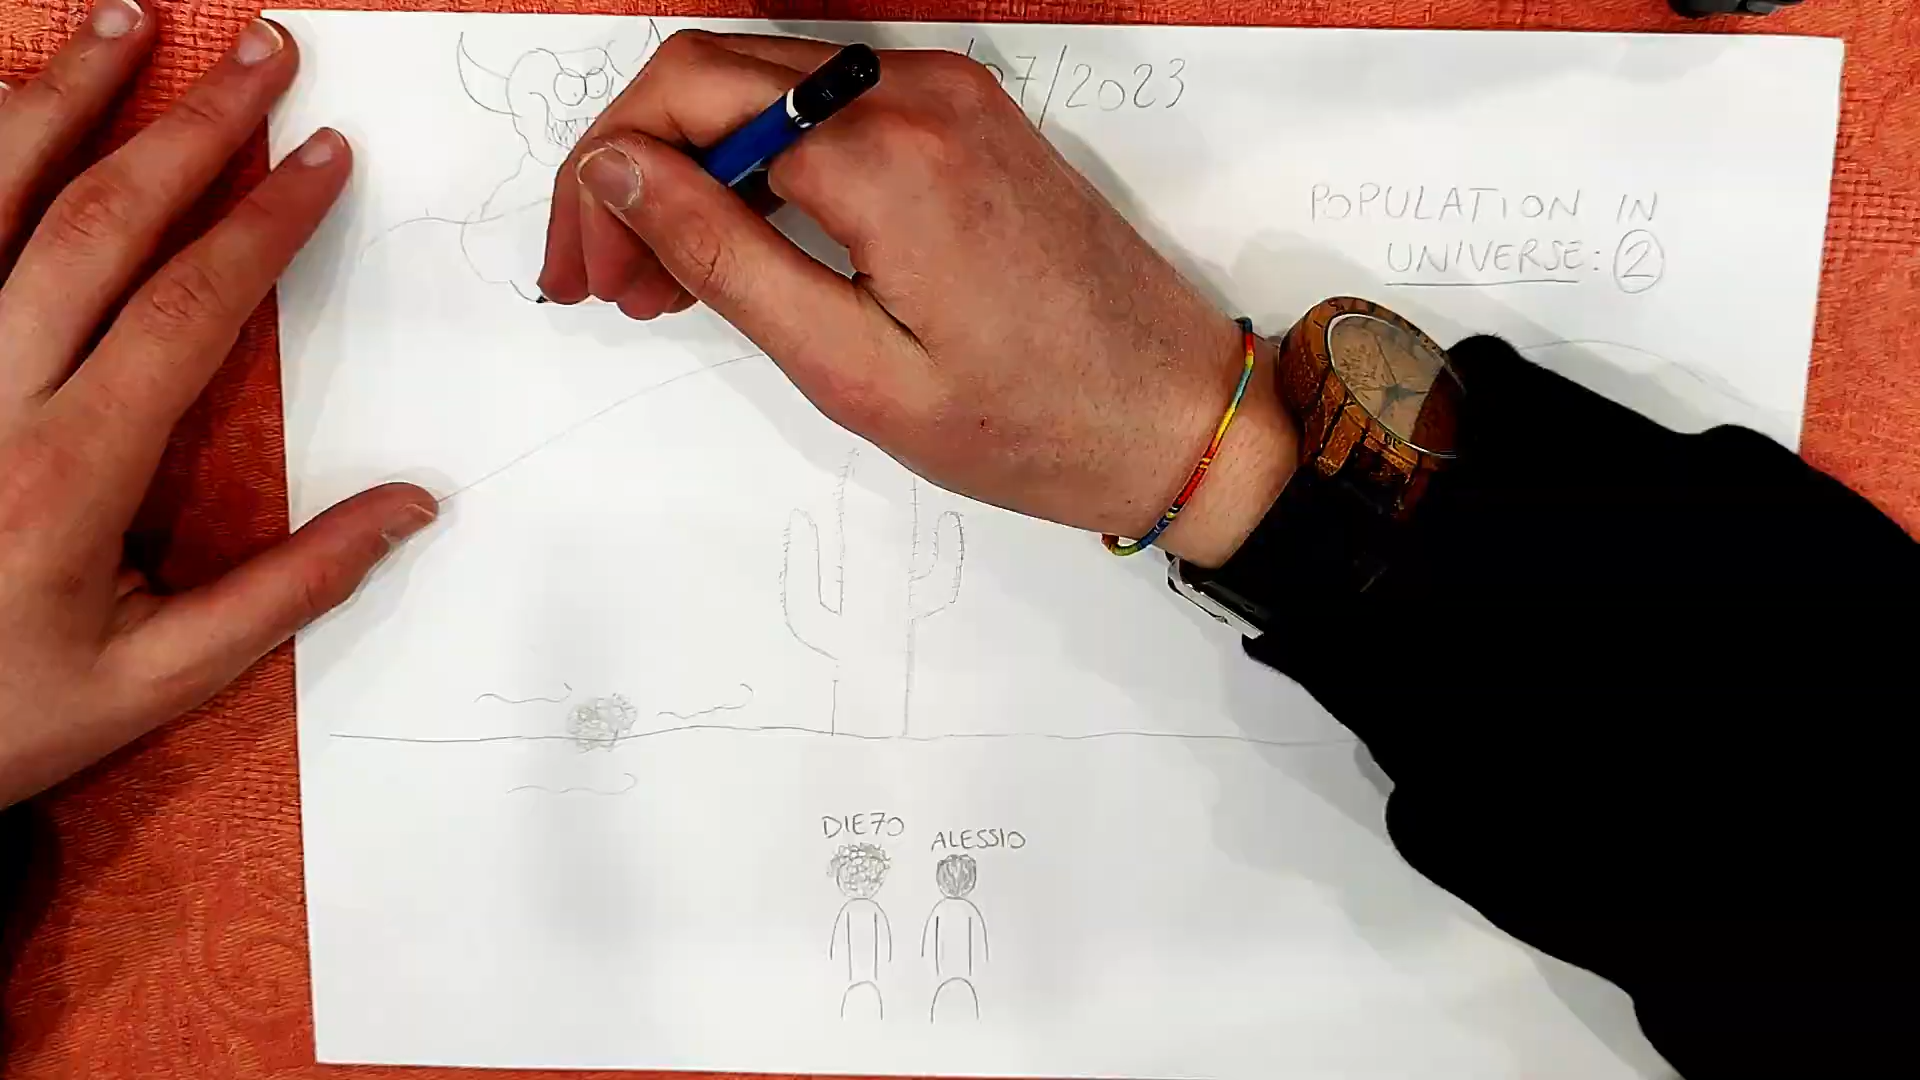 /07/2023
POPULATION IN
UNIVERSE: 2
DIE7O
ALESSIO